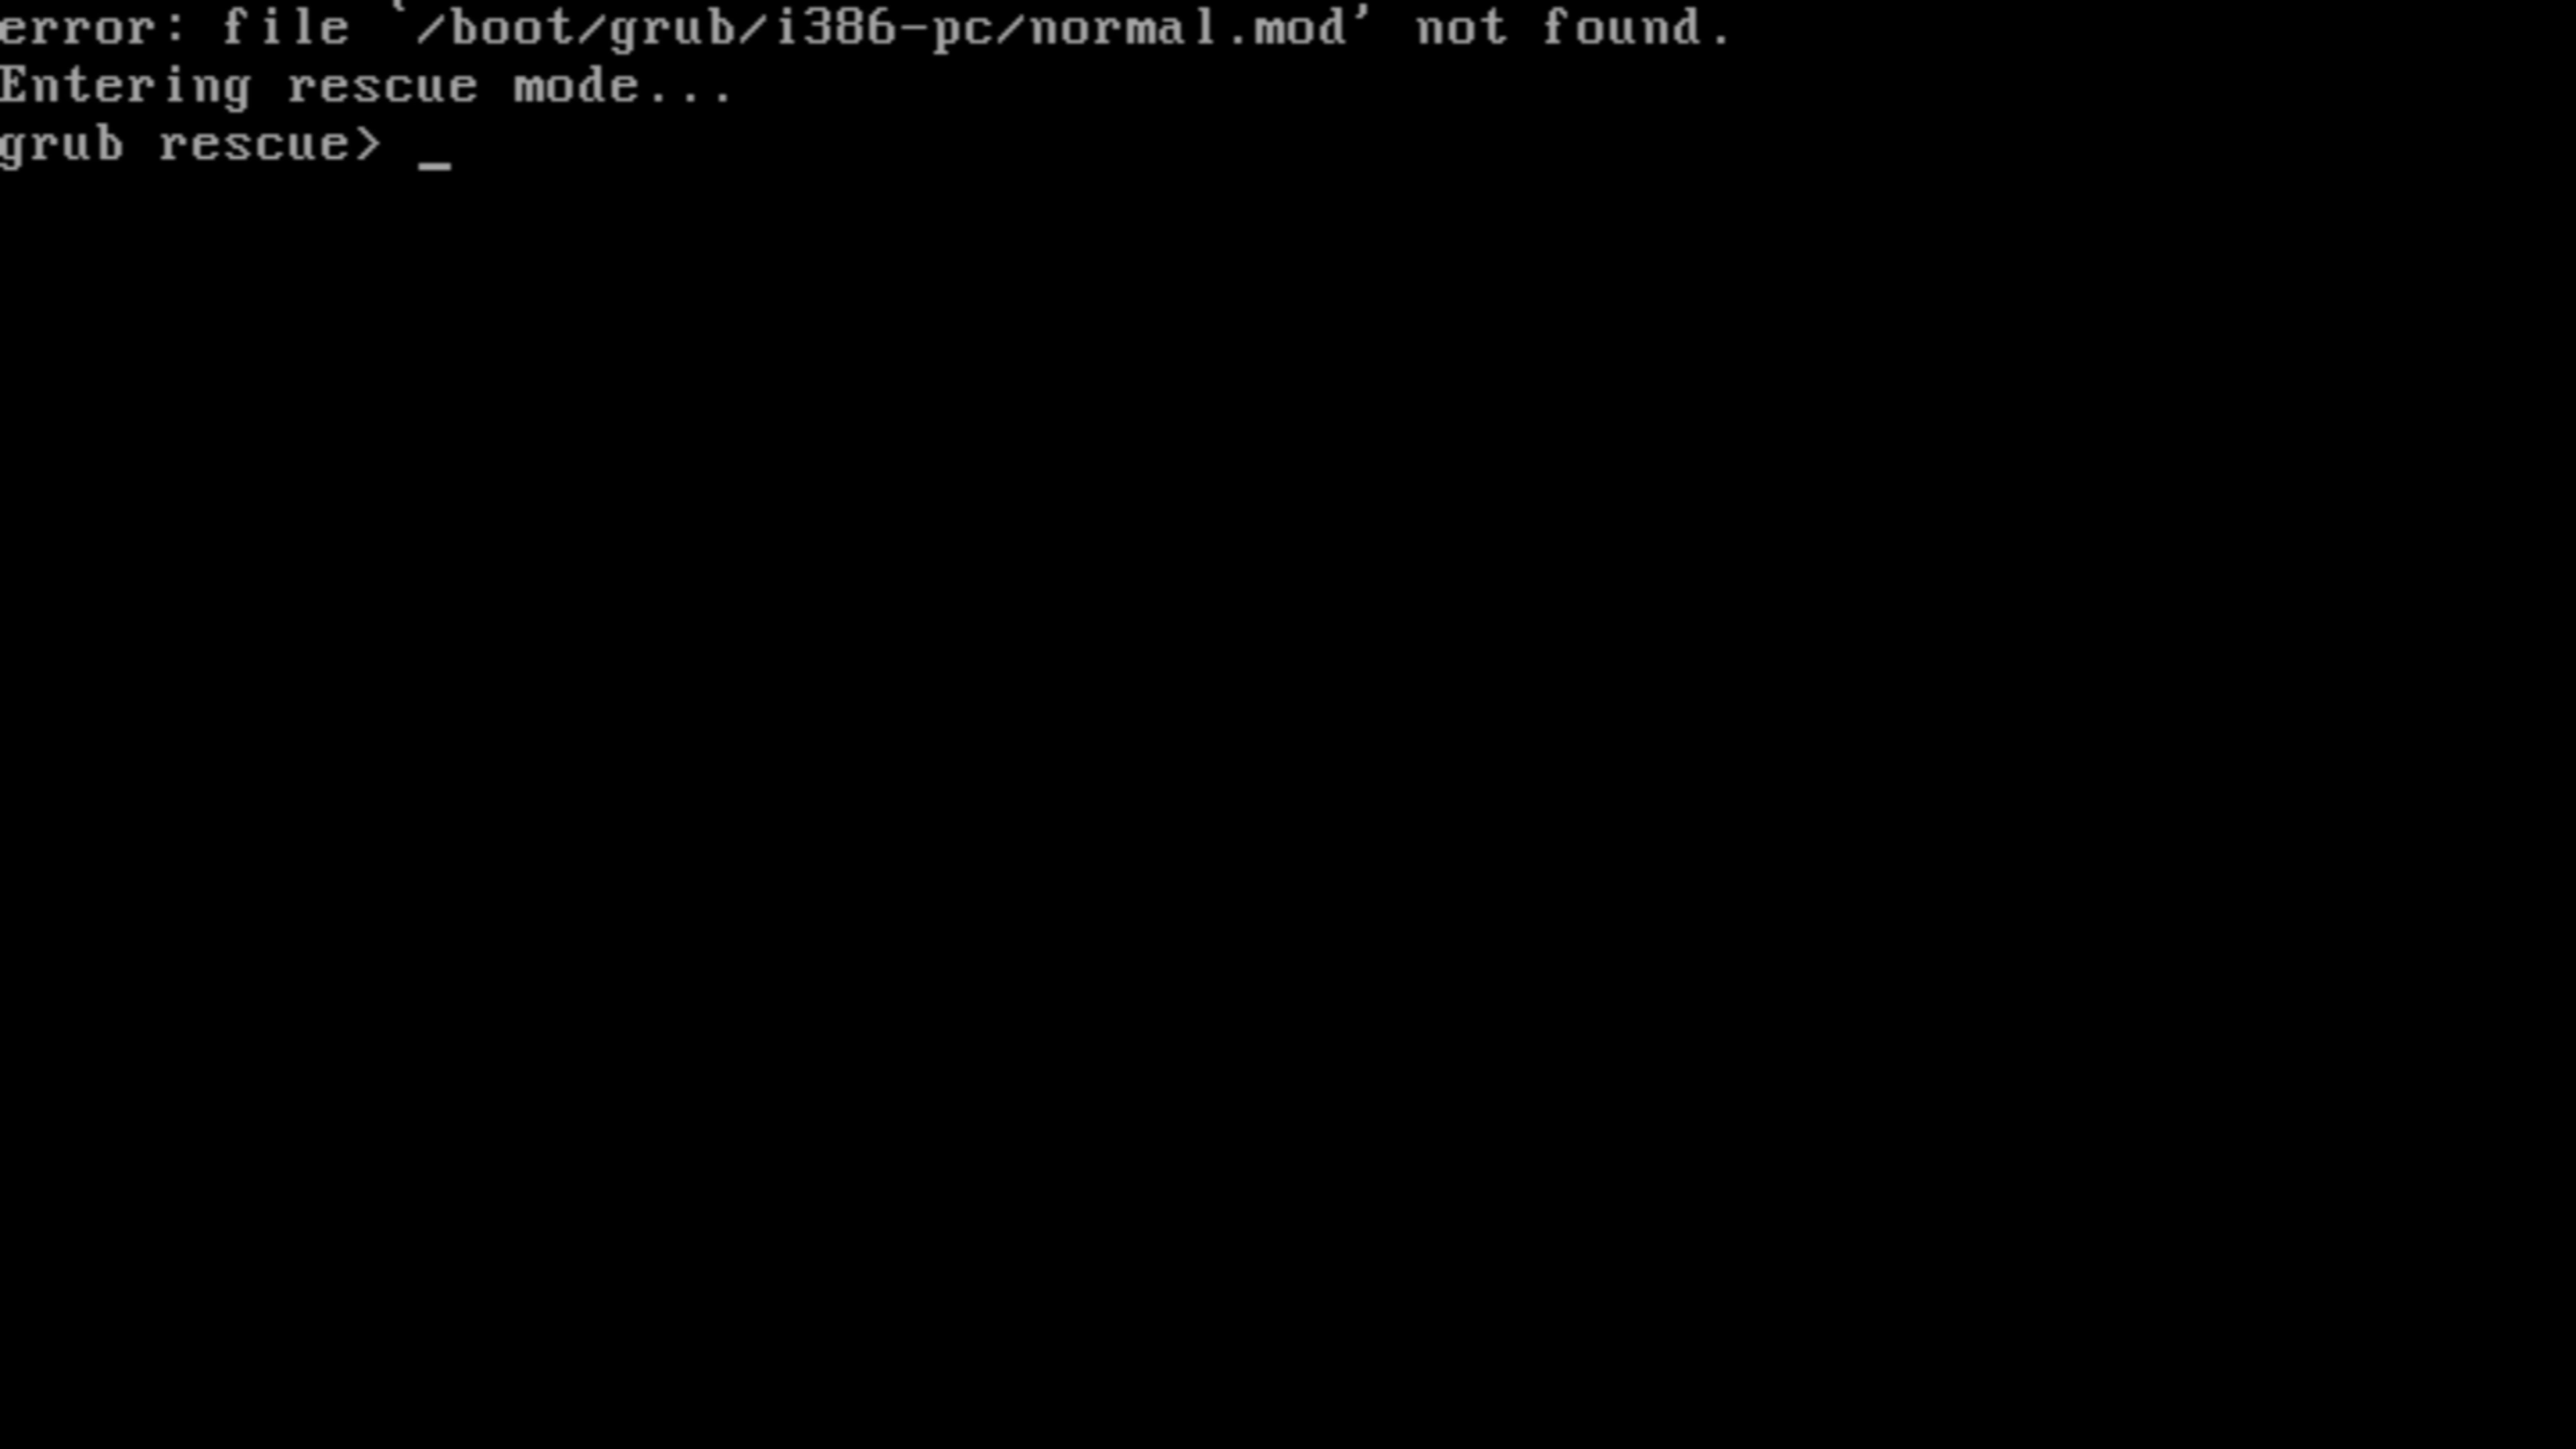 error: file `/boot/grub/i386-pc/normal.mod' not found.
Entering rescue mode...
grub rescue> _